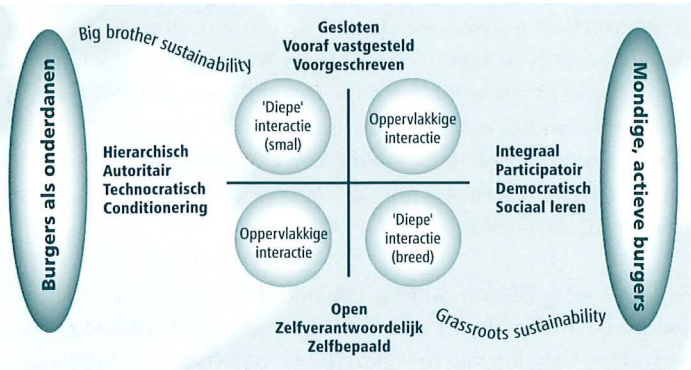 Big brother sustainability
Gesloten
Vooraf vastgesteld
Voorgeschreven
Burgers als onderdanen
Hierarchisch
Autoritair
Technocratisch
Conditionering
'Diepe'
interactie
(smal)
Oppervlakkige
interactie
Integraal
Participatoir
Democratisch
Sociaal leren
Mondige, actieve burgers
Oppervlakkige
interactie
'Diepe'
interactie
(breed)
Open
Zelfverantwoordelijk
Zelfbepaald
Grassroots sustainability